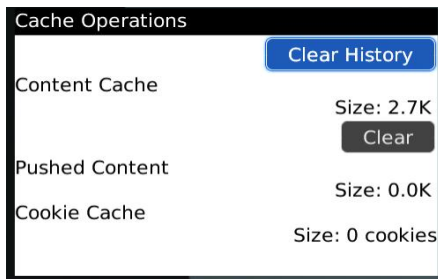 Cache Operations
Clear History
Content Cache
Size: 2.7K
Clear
Pushed Content
Size: 0.0K
Cookie Cache
Size: 0 cookies